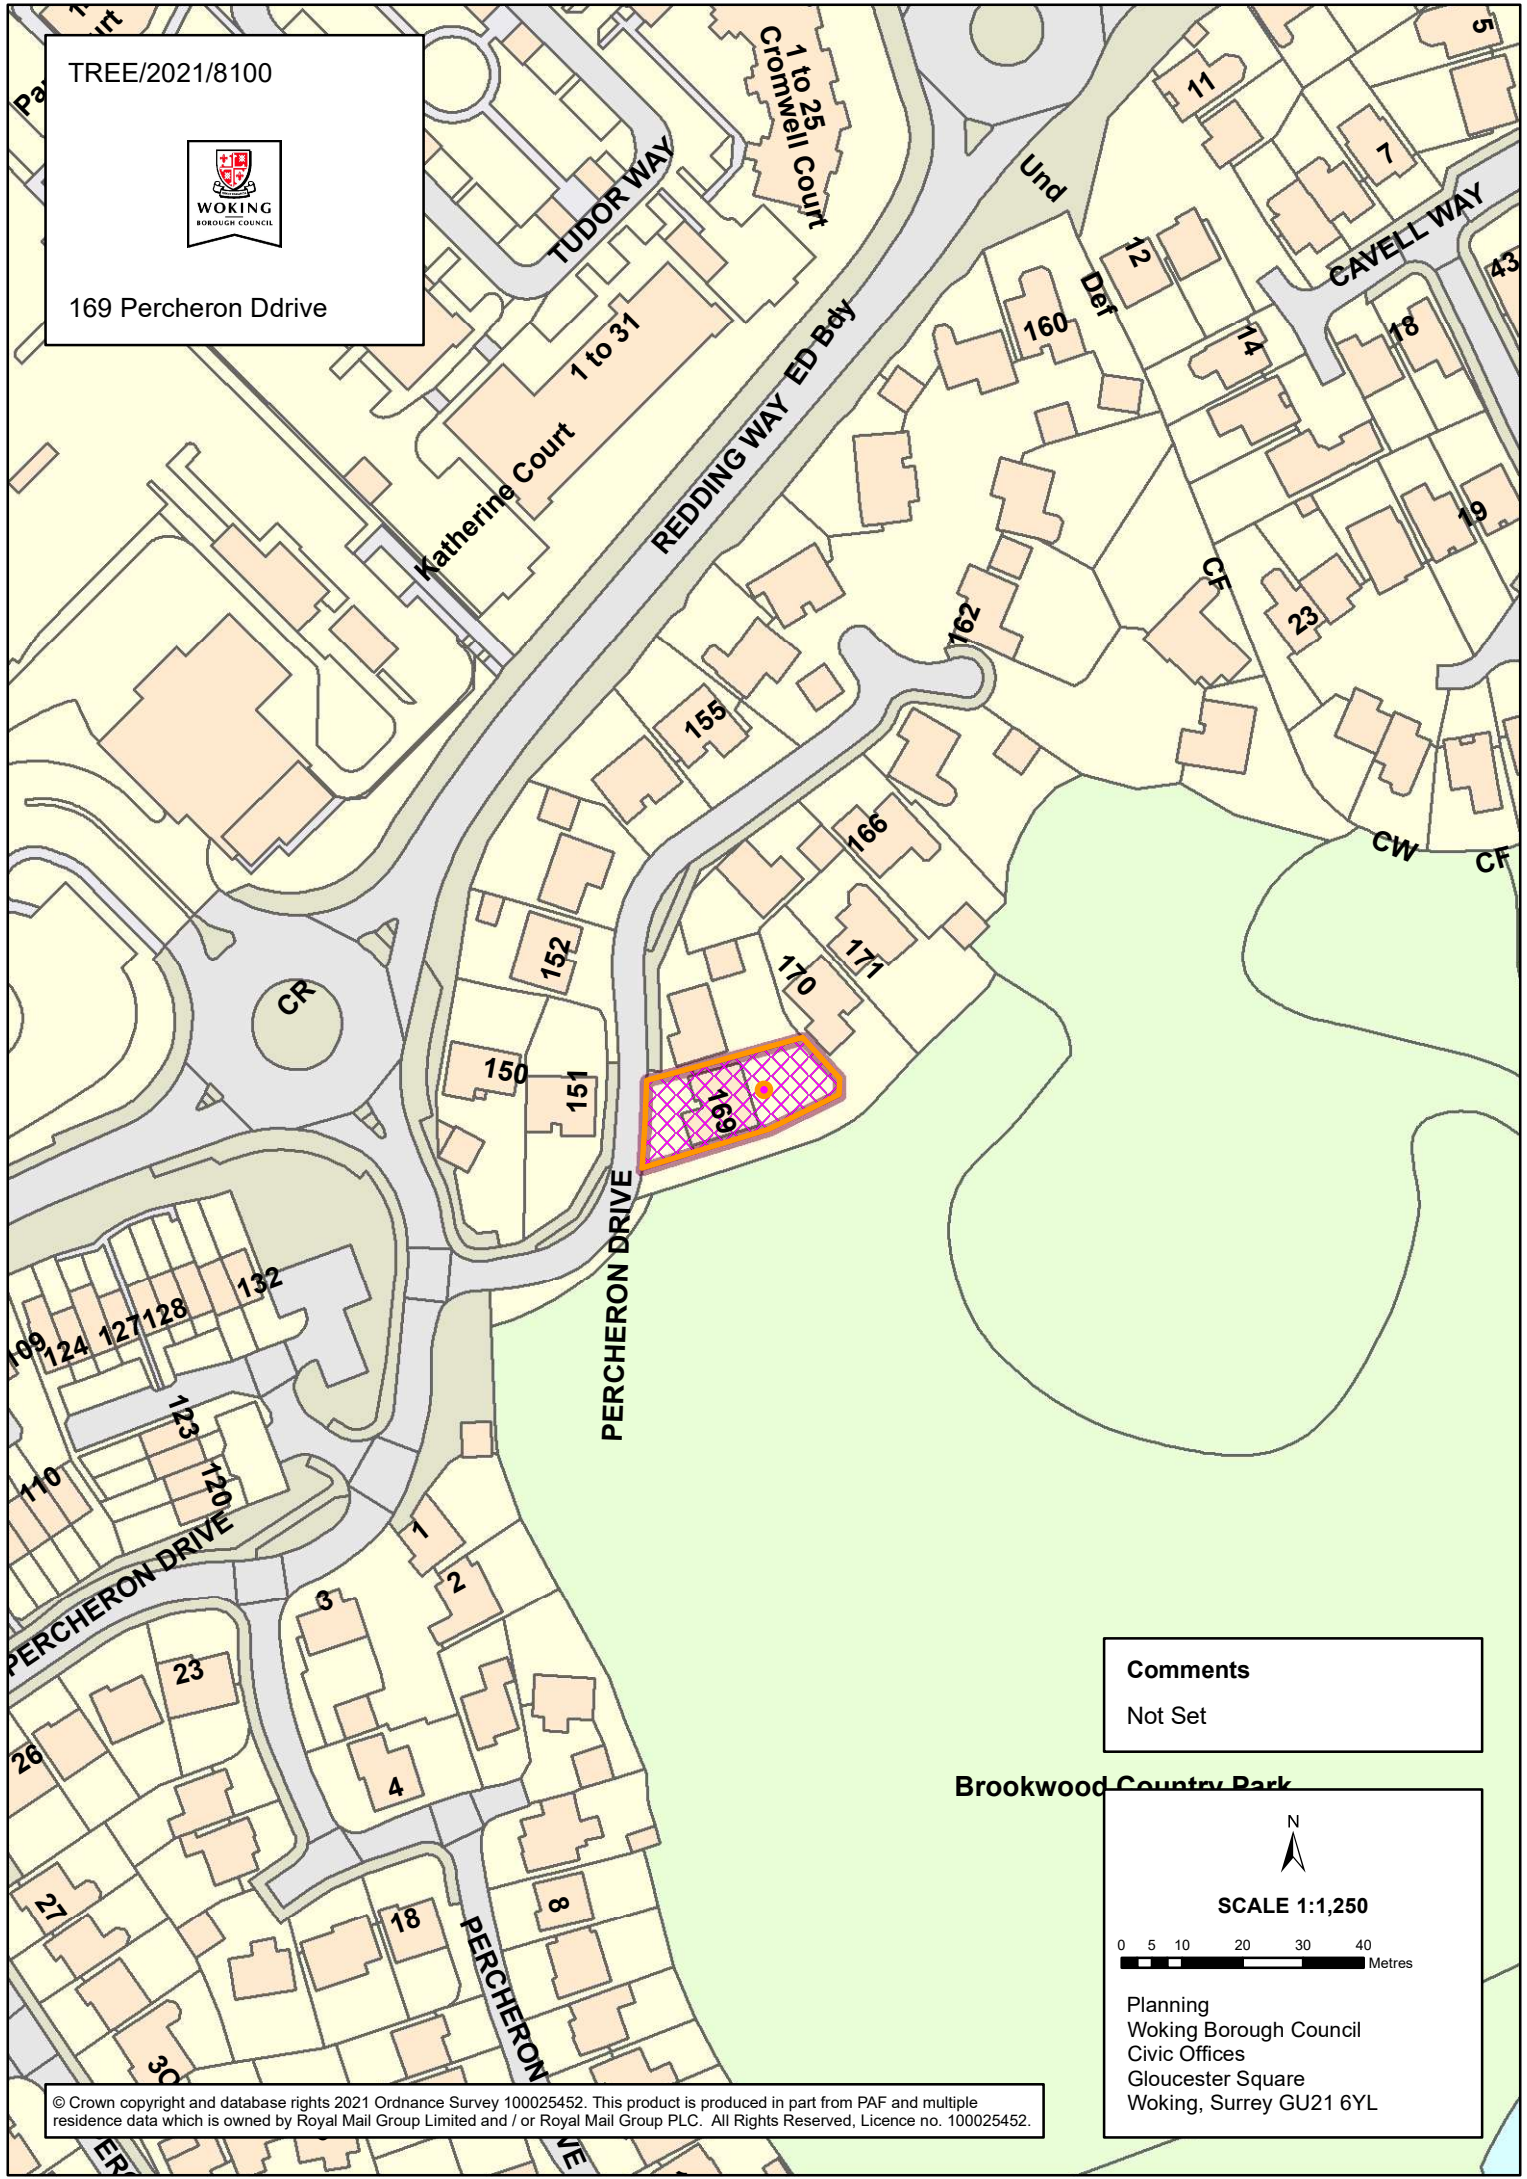 TREE/2021/8100
WOKING
BOROUGH COUNCIL
169 Percheron Ddrive
1 to 25
Cromwell Court
TUDOR WAY
Und
11
5
7
CAVELL WAY
43
12
Def
160
14
18
1 to 31
Katherine Court
REDDING WAY
ED Bdy
19
CF
23
162
155
166
CW
CF
152
171
170
CR
150
151
169
PERCHERON DRIVE
132
128
127
124
109
123
120
110
PERCHERON DRIVE
1
2
3
23
26
4
27
18
8
PERCHERON
30
Brookwood Country Park
Comments
Not Set
N
SCALE 1:1,250
0 5 10 20 30 40
Metres
Planning
Woking Borough Council
Civic Offices
Gloucester Square
Woking, Surrey GU21 6YL
© Crown copyright and database rights 2021 Ordnance Survey 100025452. This product is produced in part from PAF and multiple
residence data which is owned by Royal Mail Group Limited and / or Royal Mail Group PLC. All Rights Reserved, Licence no. 100025452.